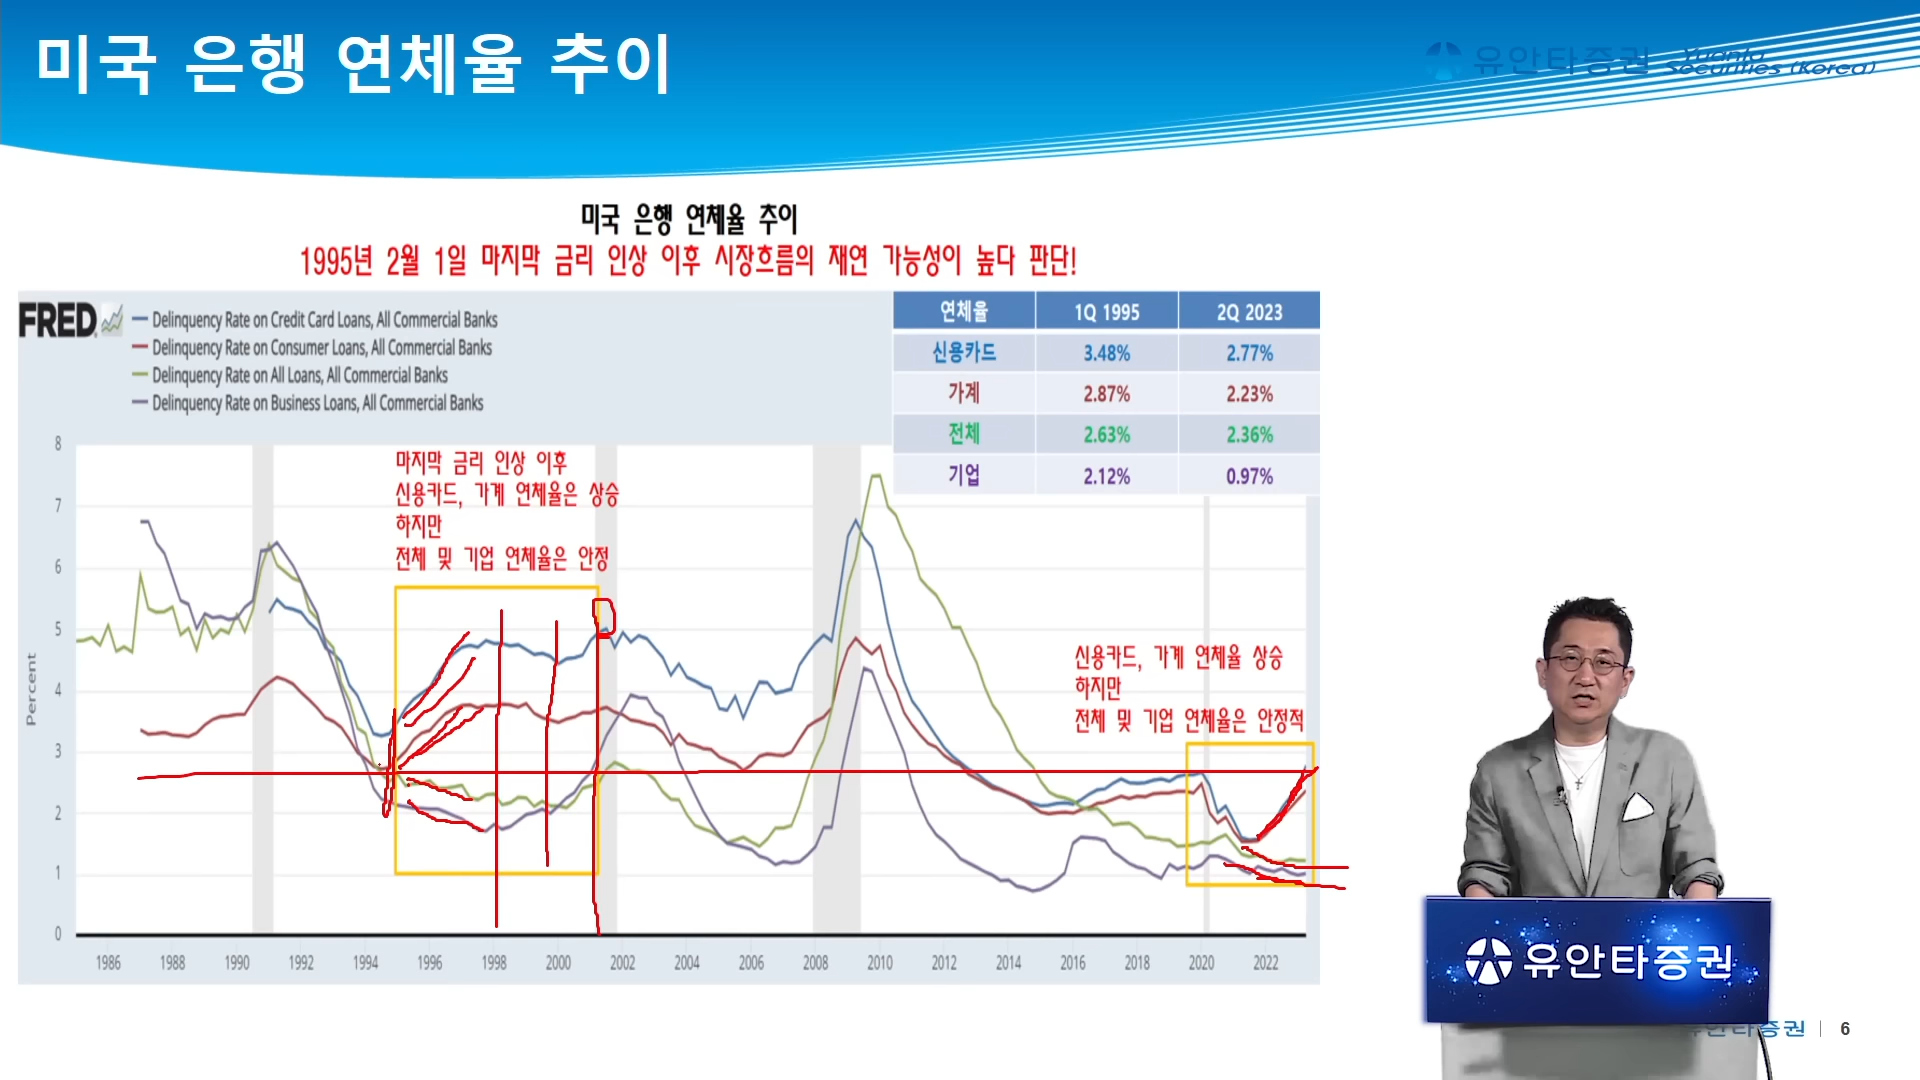 미국 은행 연체율 추이
유안타증권 Yuanta Securities (Korea)
미국 은행 연체율 추이
1995년 2월 1일 마지막 금리 인상 이후 시장흐름의 재연 가능성이 높다 판단!
FRED
Delinquency Rate on Credit Card Loans, All Commercial Banks
Delinquency Rate on Consumer Loans, All Commercial Banks
Delinquency Rate on All Loans, All Commercial Banks
Delinquency Rate on Business Loans, All Commercial Banks
연체율 1Q 1995 2Q 2023
신용카드 3.48% 2.77%
가계 2.87% 2.23%
전체 2.63% 2.36%
기업 2.12% 0.97%
마지막 금리 인상 이후
신용카드, 가계 연체율은 상승
하지만
전체 및 기업 연체율은 안정
신용카드, 가계 연체율 상승
하지만
전체 및 기업 연체율은 안정적
Percent
8
7
6
5
4
3
2
1
0
1986 1988 1990 1992 1994 1996 1998 2000 2002 2004 2006 2008 2010 2012 2014 2016 2018 2020 2022
유안타증권
유안타증권 | 6